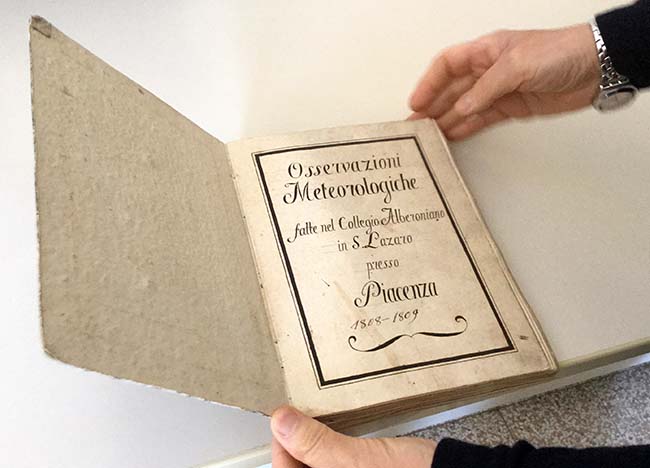 Osservazioni
Meteorologiche
fatte nel Collegio Alberoniano
in S. Lazaro
presso
Piacenza
1808-1809